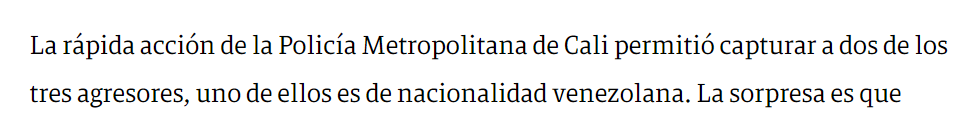 La rápida acción de la Policía Metropolitana de Cali permitió capturar a dos de los
tres agresores, uno de ellos es de nacionalidad venezolana. La sorpresa es que